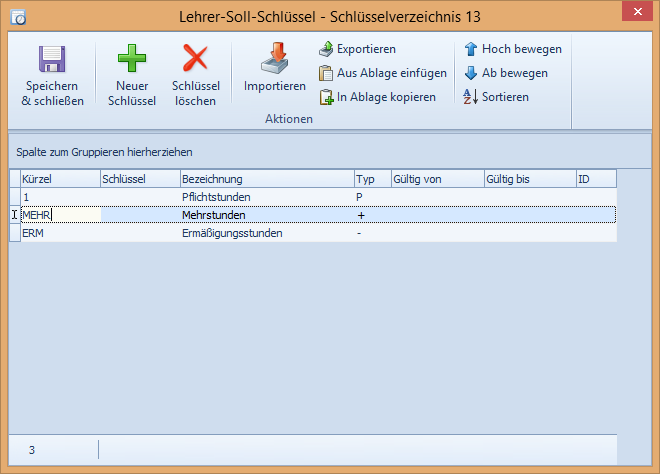 Lehrer-Soll-Schlüssel - Schlüsselverzeichnis 13
Speichern
& schließen
Neuer
Schlüssel
Schlüssel
löschen
Importieren
Exportieren
Aus Ablage einfügen
In Ablage kopieren
Hoch bewegen
Ab bewegen
Sortieren
Aktionen
Spalte zum Gruppieren hierherziehen
Kürzel Schlüssel Bezeichnung Typ Gültig von Gültig bis ID
1 Pflichtstunden P
MEHR Mehrstunden +
ERM Ermäßigungsstunden -
3